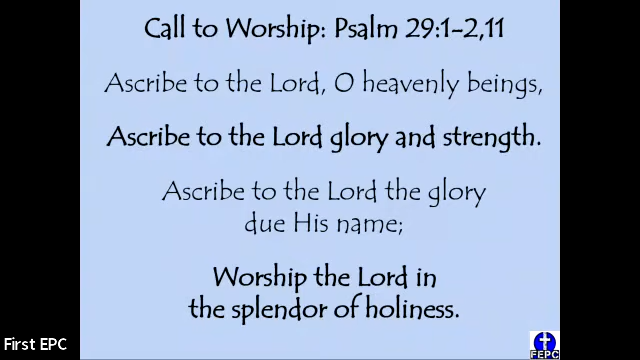 Call to Worship: Psalm 29:1-2,11
Ascribe to the Lord, O heavenly beings,
Ascribe to the Lord glory and strength.
Ascribe to the Lord the glory
due His name;
Worship the Lord in
the splendor of holiness.
First EPC
FEPC